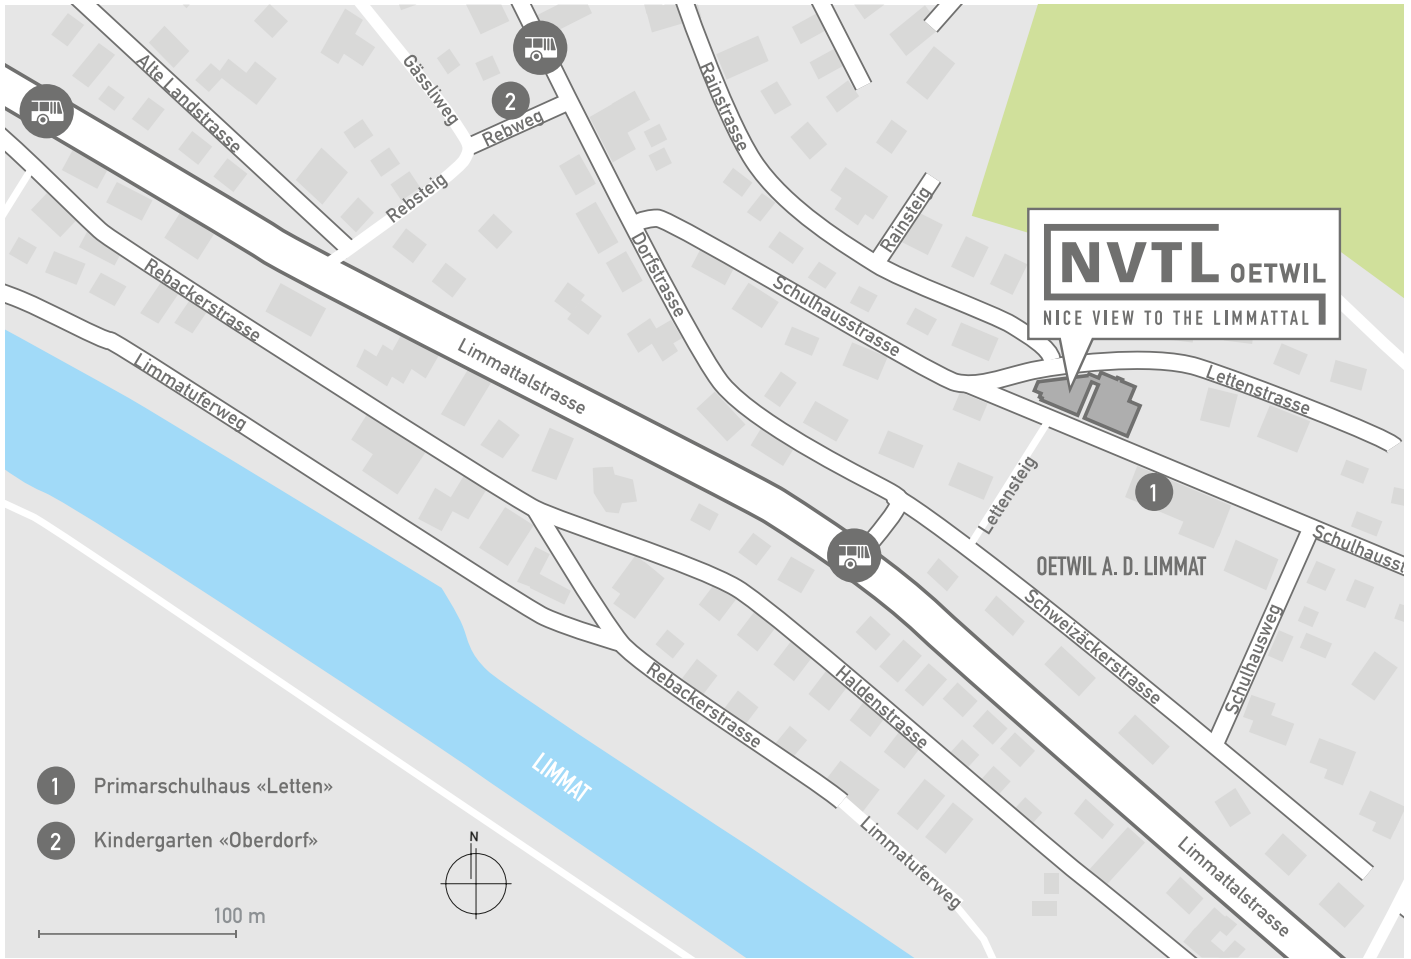 Alte Landstrasse
Gässliweg
2
Rebweg
Rebsteig
Rainstrasse
Rainsteig
Dorfstrasse
Schulhausstrasse
NVTL OETWIL
NICE VIEW TO THE LIMMATTAL
Rebackerstrasse
Limmatuferweg
Limmattalstrasse
Lettenstrasse
Lettensteig
1
Schulhausst
OETWIL A. D. LIMMAT
Schweizäckerstrasse
Schulhausweg
Rebackerstrasse
Haldenstrasse
LIMMAT
Limmatuferweg
Limmattalstrasse
1 Primarschulhaus «Letten»
2 Kindergarten «Oberdorf»
N
100 m